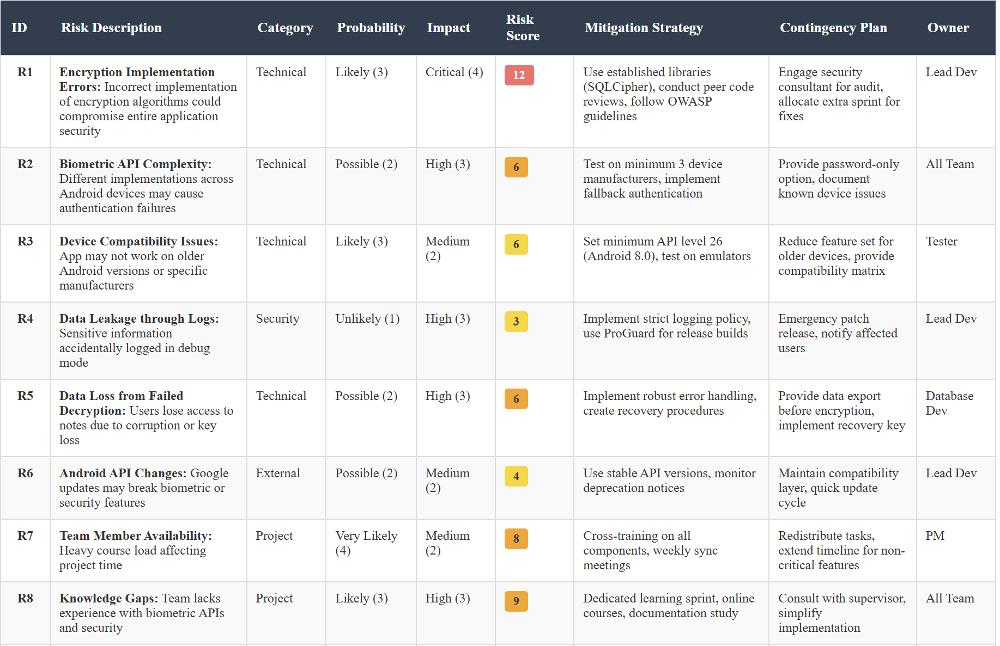 ID Risk Description Category Probability Impact Risk Score Mitigation Strategy Contingency Plan Owner
R1 Encryption Implementation Technical Likely (3) Critical (4) 12 Use established libraries Engage security Lead Dev
Errors: Incorrect implementation (SQLCipher), conduct peer code consultant for audit,
of encryption algorithms could reviews, follow OWASP allocate extra sprint for
compromise entire application guidelines fixes
security
R2 Biometric API Complexity: Technical Possible (2) High (3) 6 Test on minimum 3 device Provide password-only All Team
Different implementations across manufacturers, implement option, document
Android devices may cause fallback authentication known device issues
authentication failures
R3 Device Compatibility Issues: Technical Likely (3) Medium 6 Set minimum API level 26 Reduce feature set for Tester
App may not work on older (2) (Android 8.0), test on emulators older devices, provide
Android versions or specific compatibility matrix
manufacturers
R4 Data Leakage through Logs: Security Unlikely (1) High (3) 3 Implement strict logging policy, Emergency patch Lead Dev
Sensitive information use ProGuard for release builds release, notify affected
accidentally logged in debug users
mode
R5 Data Loss from Failed Technical Possible (2) High (3) 6 Implement robust error handling, Provide data export Database
Decryption: Users lose access to create recovery procedures before encryption, Dev
notes due to corruption or key implement recovery key
loss
R6 Android API Changes: Google External Possible (2) Medium 4 Use stable API versions, monitor Maintain compatibility Lead Dev
updates may break biometric or (2) deprecation notices layer, quick update
security features cycle
R7 Team Member Availability: Project Very Likely Medium 8 Cross-training on all Redistribute tasks, PM
Heavy course load affecting (4) (2) components, weekly sync extend timeline for non-
project time meetings critical features
R8 Knowledge Gaps: Team lacks Project Likely (3) High (3) 9 Dedicated learning sprint, online Consult with supervisor, All Team
experience with biometric APIs courses, documentation study simplify
and security implementation